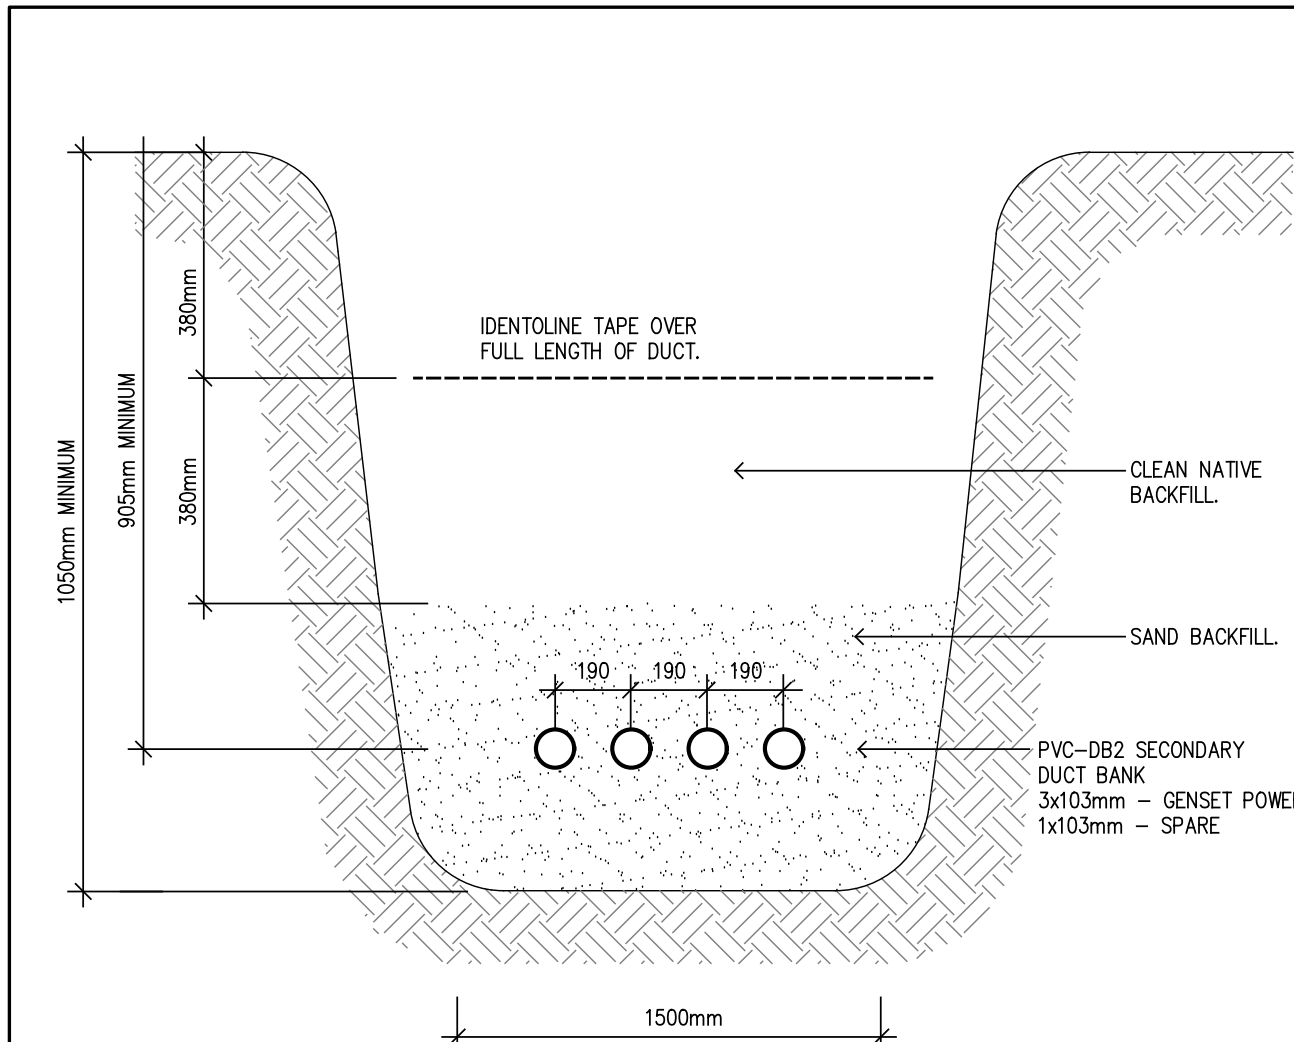 380mm
IDENTOLINE TAPE OVER
FULL LENGTH OF DUCT.
905mm MINIMUM
1050mm MINIMUM
380mm
CLEAN NATIVE
BACKFILL.
SAND BACKFILL.
190 190 190
PVC-DB2 SECONDARY
DUCT BANK
3x103mm - GENSET POWER
1x103mm - SPARE
1500mm